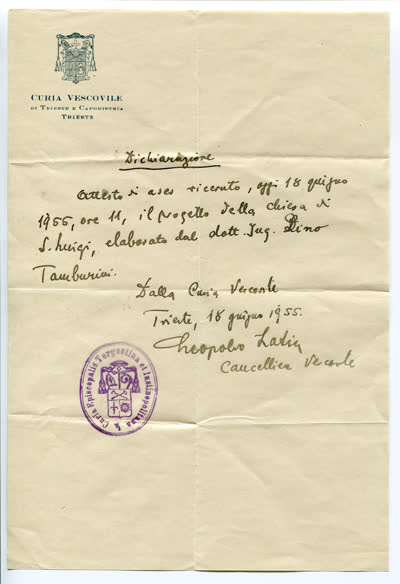 CURIA VESCOVILE
DI TRIESTE E CAPODISTRIA
TRIESTE
Dichiarazione
Attesto di aver ricevuto, oggi 18 giugno
1955, ore 11, il progetto della chiesa di
S. Luigi, elaborato dal dott. Ing. Dino
Tamburini.
Dalla Curia Vescovile
Trieste, 18 giugno 1955.
Cancelliere Vescovile
Curia Episcopalis Tergestina et Iustinopolitana